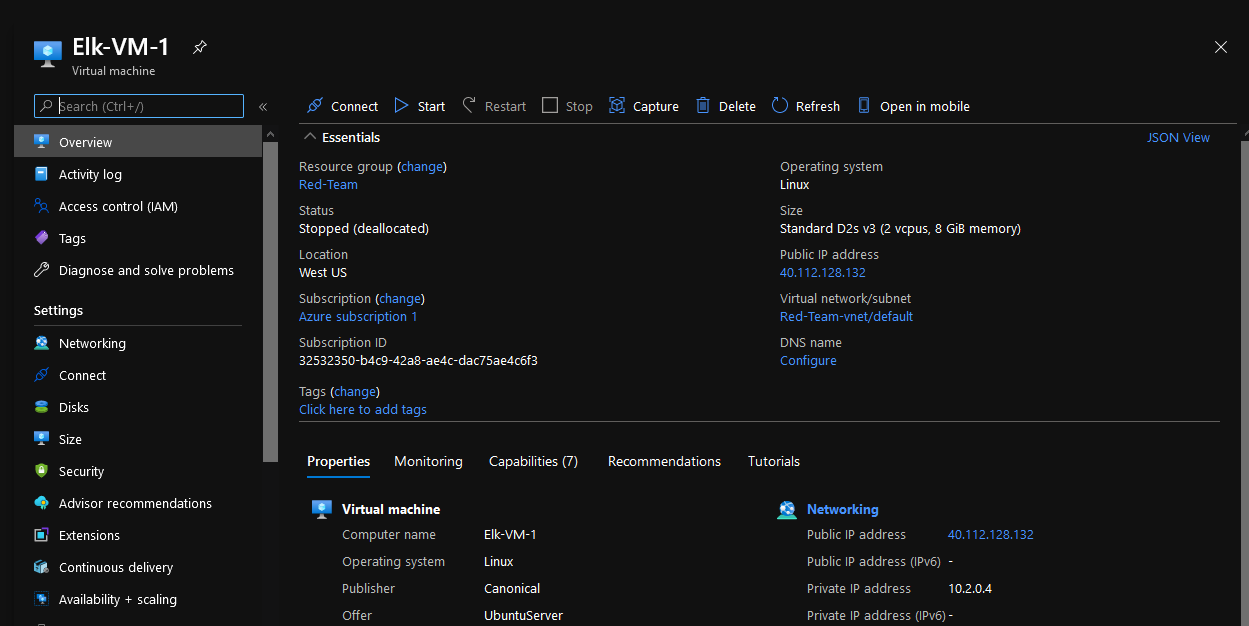 Elk-VM-1
Virtual machine
Search (Ctrl+/)
«
Overview
Activity log
Access control (IAM)
Tags
Diagnose and solve problems
Settings
Networking
Connect
Disks
Size
Security
Advisor recommendations
Extensions
Continuous delivery
Availability + scaling
Connect Start Restart Stop Capture Delete Refresh Open in mobile
Essentials JSON View
Resource group (change)
Red-Team
Status
Stopped (deallocated)
Location
West US
Subscription (change)
Azure subscription 1
Subscription ID
32532350-b4c9-42a8-ae4c-dac75ae4c6f3
Tags (change)
Click here to add tags
Operating system
Linux
Size
Standard D2s v3 (2 vcpus, 8 GiB memory)
Public IP address
40.112.128.132
Virtual network/subnet
Red-Team-vnet/default
DNS name
Configure
Properties Monitoring Capabilities (7) Recommendations Tutorials
Virtual machine
Computer name Elk-VM-1
Operating system Linux
Publisher Canonical
Offer UbuntuServer
Networking
Public IP address 40.112.128.132
Public IP address (IPv6) -
Private IP address 10.2.0.4
Private IP address (IPv6) -